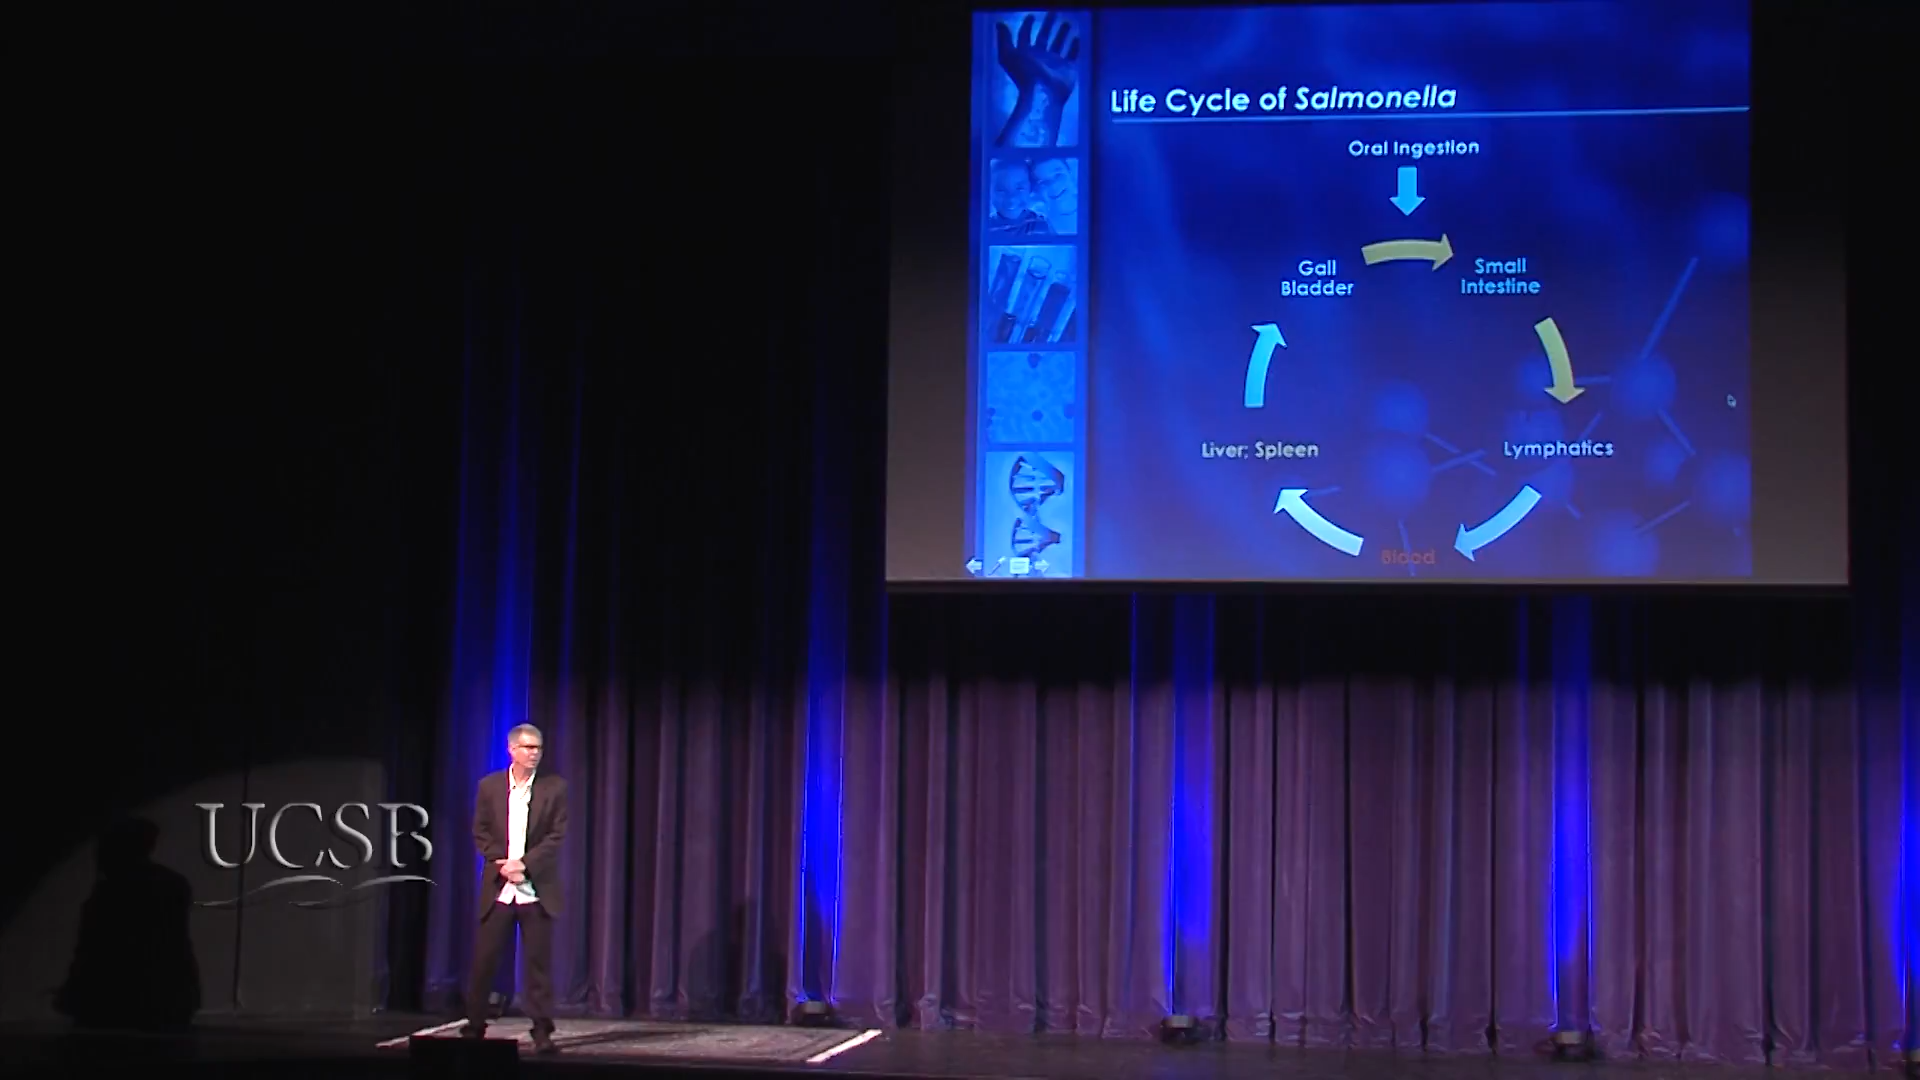 Life Cycle of Salmonella
Oral Ingestion
Gall
Bladder
Small
Intestine
Liver; Spleen
Lymphatics
Blood
UCSB